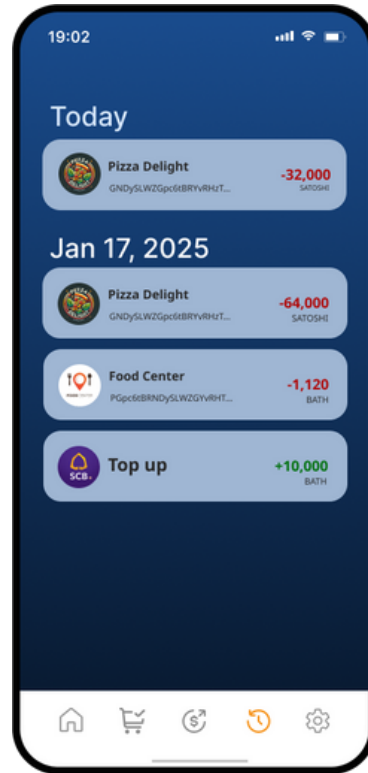 19:02
Today
Pizza Delight
-32,000
GNDySLWZGpc6tBRYvRHzT...
SATOSHI
Jan 17, 2025
Pizza Delight
-64,000
GNDySLWZGpc6tBRYvRHzT...
SATOSHI
Food Center
-1,120
PGpc6tBRNDySLWZGYvRHT...
BATH
SCB
Top up
+10,000
BATH